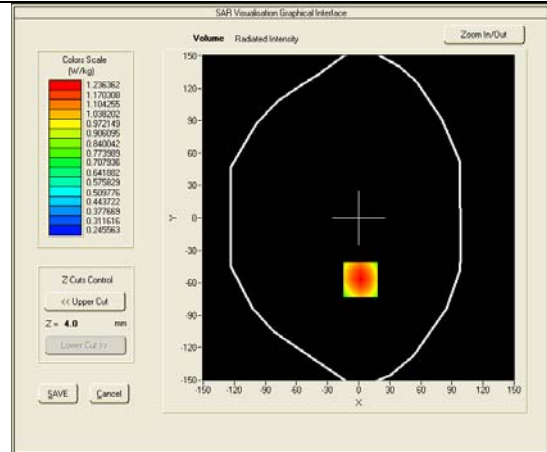 SAR Visualisation Graphical Interface
Volume Radiated Intensity
Zoom In/Out
Colors Scale
(W/kg)
1.236362
1.170308
1.104255
1.038202
0.972149
0.906095
0.840042
0.773989
0.707936
0.641882
0.575829
0.509776
0.443722
0.377669
0.311616
0.245563
Z Cuts Control
<< Upper Cut
Z = 4.0 mm
Lower Cut >>
SAVE Cancel
150
120
90
60
30
0
-30
-60
-90
-120
-150
Y
-150 -120 -90 -60 -30 0 30 60 90 120 150
X